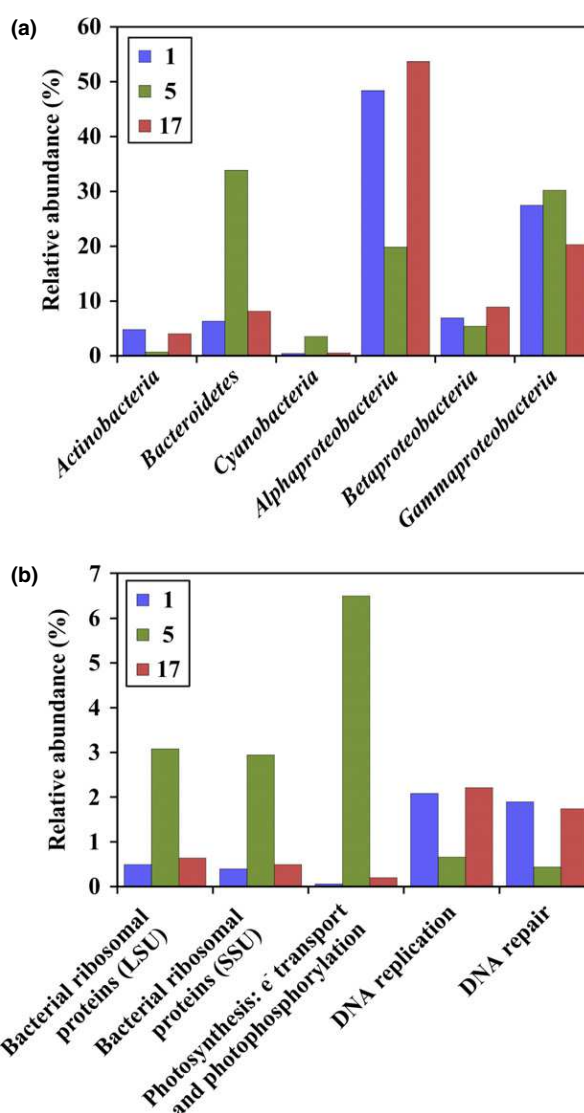 (a)
60
50
40
30
20
10
0
Relative abundance (%)
1
5
17
Actinobacteria
Bacteroidetes
Cyanobacteria
Alphaproteobacteria
Betaproteobacteria
Gammaproteobacteria
(b)
7
6
5
4
3
2
1
0
Relative abundance (%)
1
5
17
Bacterial ribosomal
proteins (LSU)
Bacterial ribosomal
proteins (SSU)
Photosynthesis: e⁻ transport
and photophosphorylation
DNA replication
DNA repair